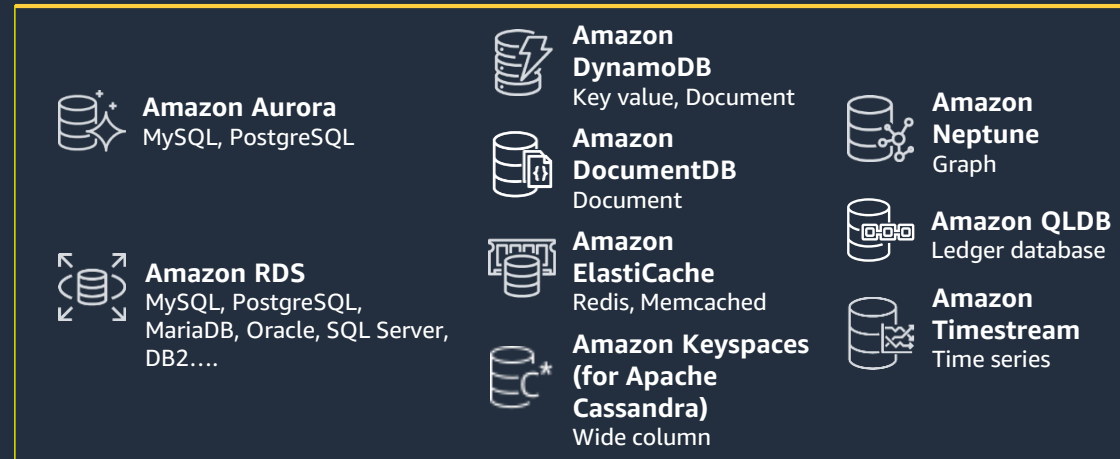 Amazon Aurora
MySQL, PostgreSQL
Amazon RDS
MySQL, PostgreSQL,
MariaDB, Oracle, SQL Server,
DB2....
Amazon
DynamoDB
Key value, Document
Amazon
DocumentDB
Document
Amazon
ElastiCache
Redis, Memcached
Amazon Keyspaces
(for Apache
Cassandra)
Wide column
C*
Amazon
Neptune
Graph
Amazon QLDB
Ledger database
Amazon
Timestream
Time series